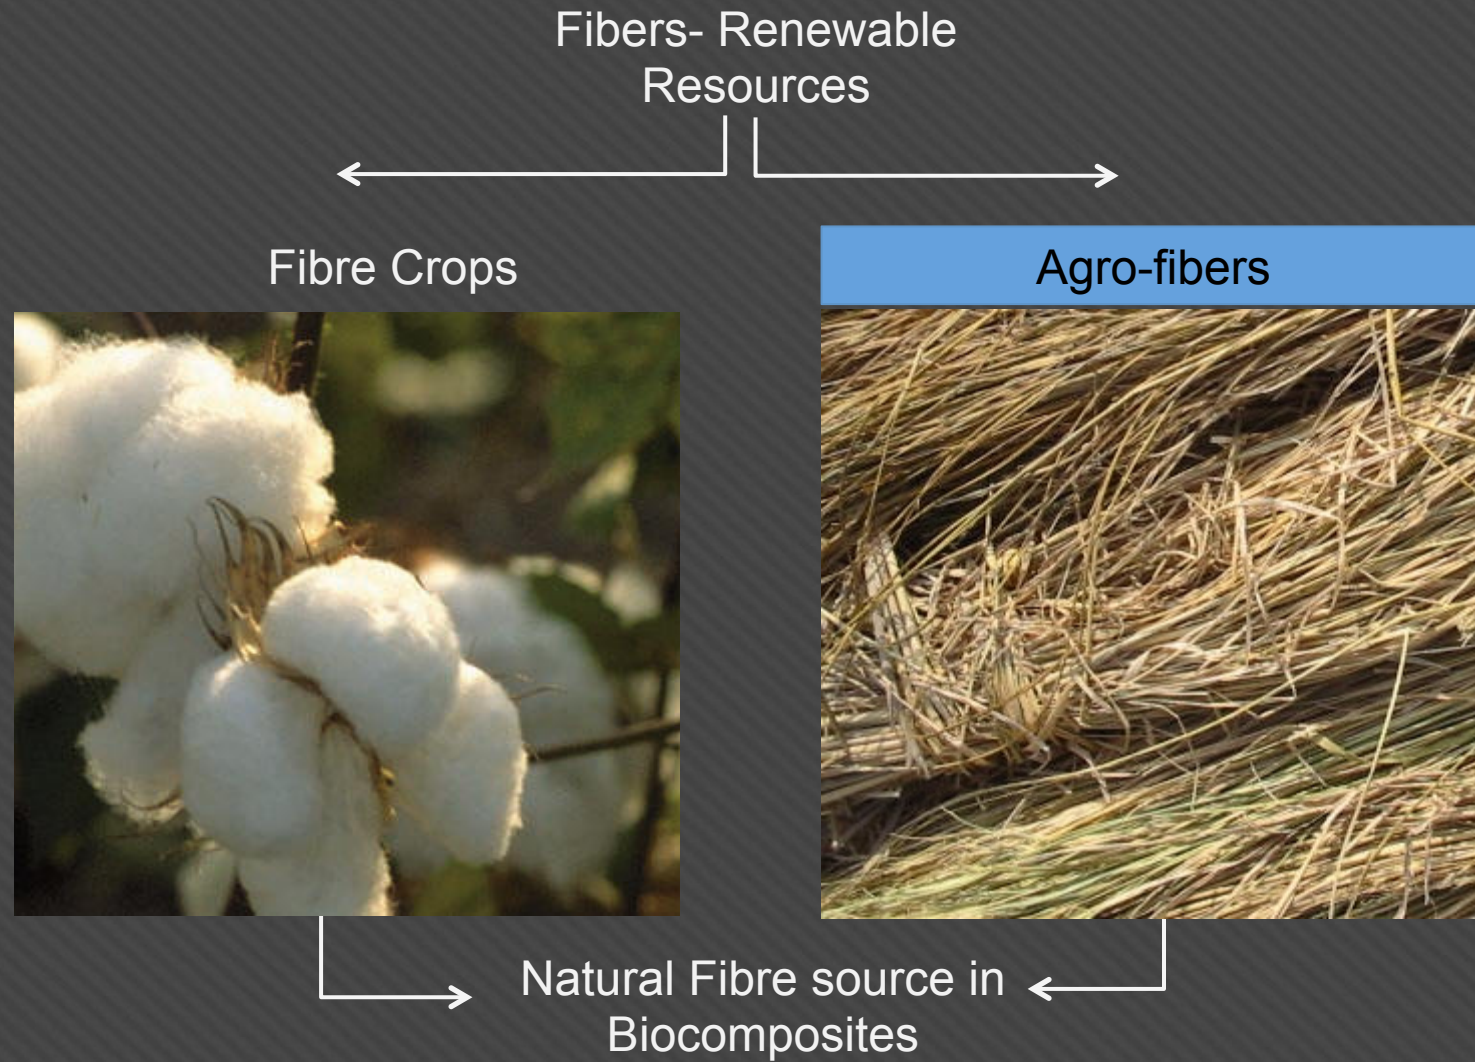 Fibers- Renewable
Resources
Fibre Crops
Agro-fibers
Natural Fibre source in
Biocomposites